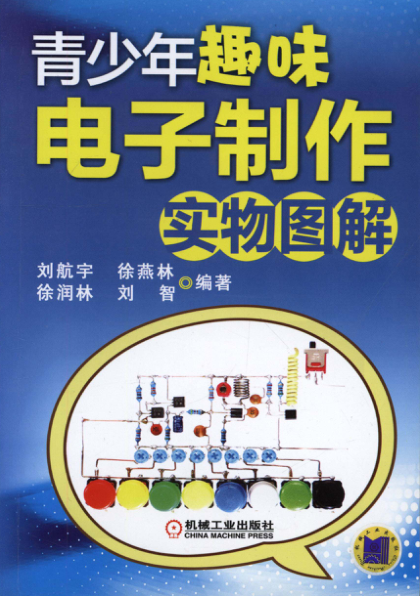 青少年趣味
电子制作
实物图解
刘航宇 徐燕林
徐润林 刘智 ◎编著
机械工业出版社
CHINA MACHINE PRESS